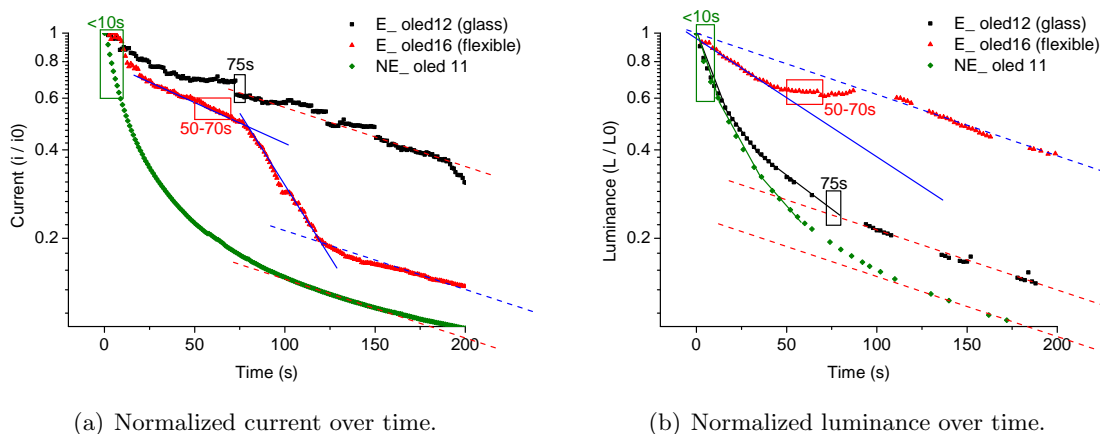 <10s
E_ oled12 (glass)
E_ oled16 (flexible)
NE_ oled 11
75s
50-70s
1
0.8
0.6
0.4
0.2
Current (i / i0)
0
50
100
150
200
Time (s)
(a) Normalized current over time.
<10s
E_ oled12 (glass)
E_ oled16 (flexible)
NE_ oled 11
50-70s
75s
1
0.8
0.6
0.4
0.2
Luminance (L / L0)
0
50
100
150
200
Time (s)
(b) Normalized luminance over time.